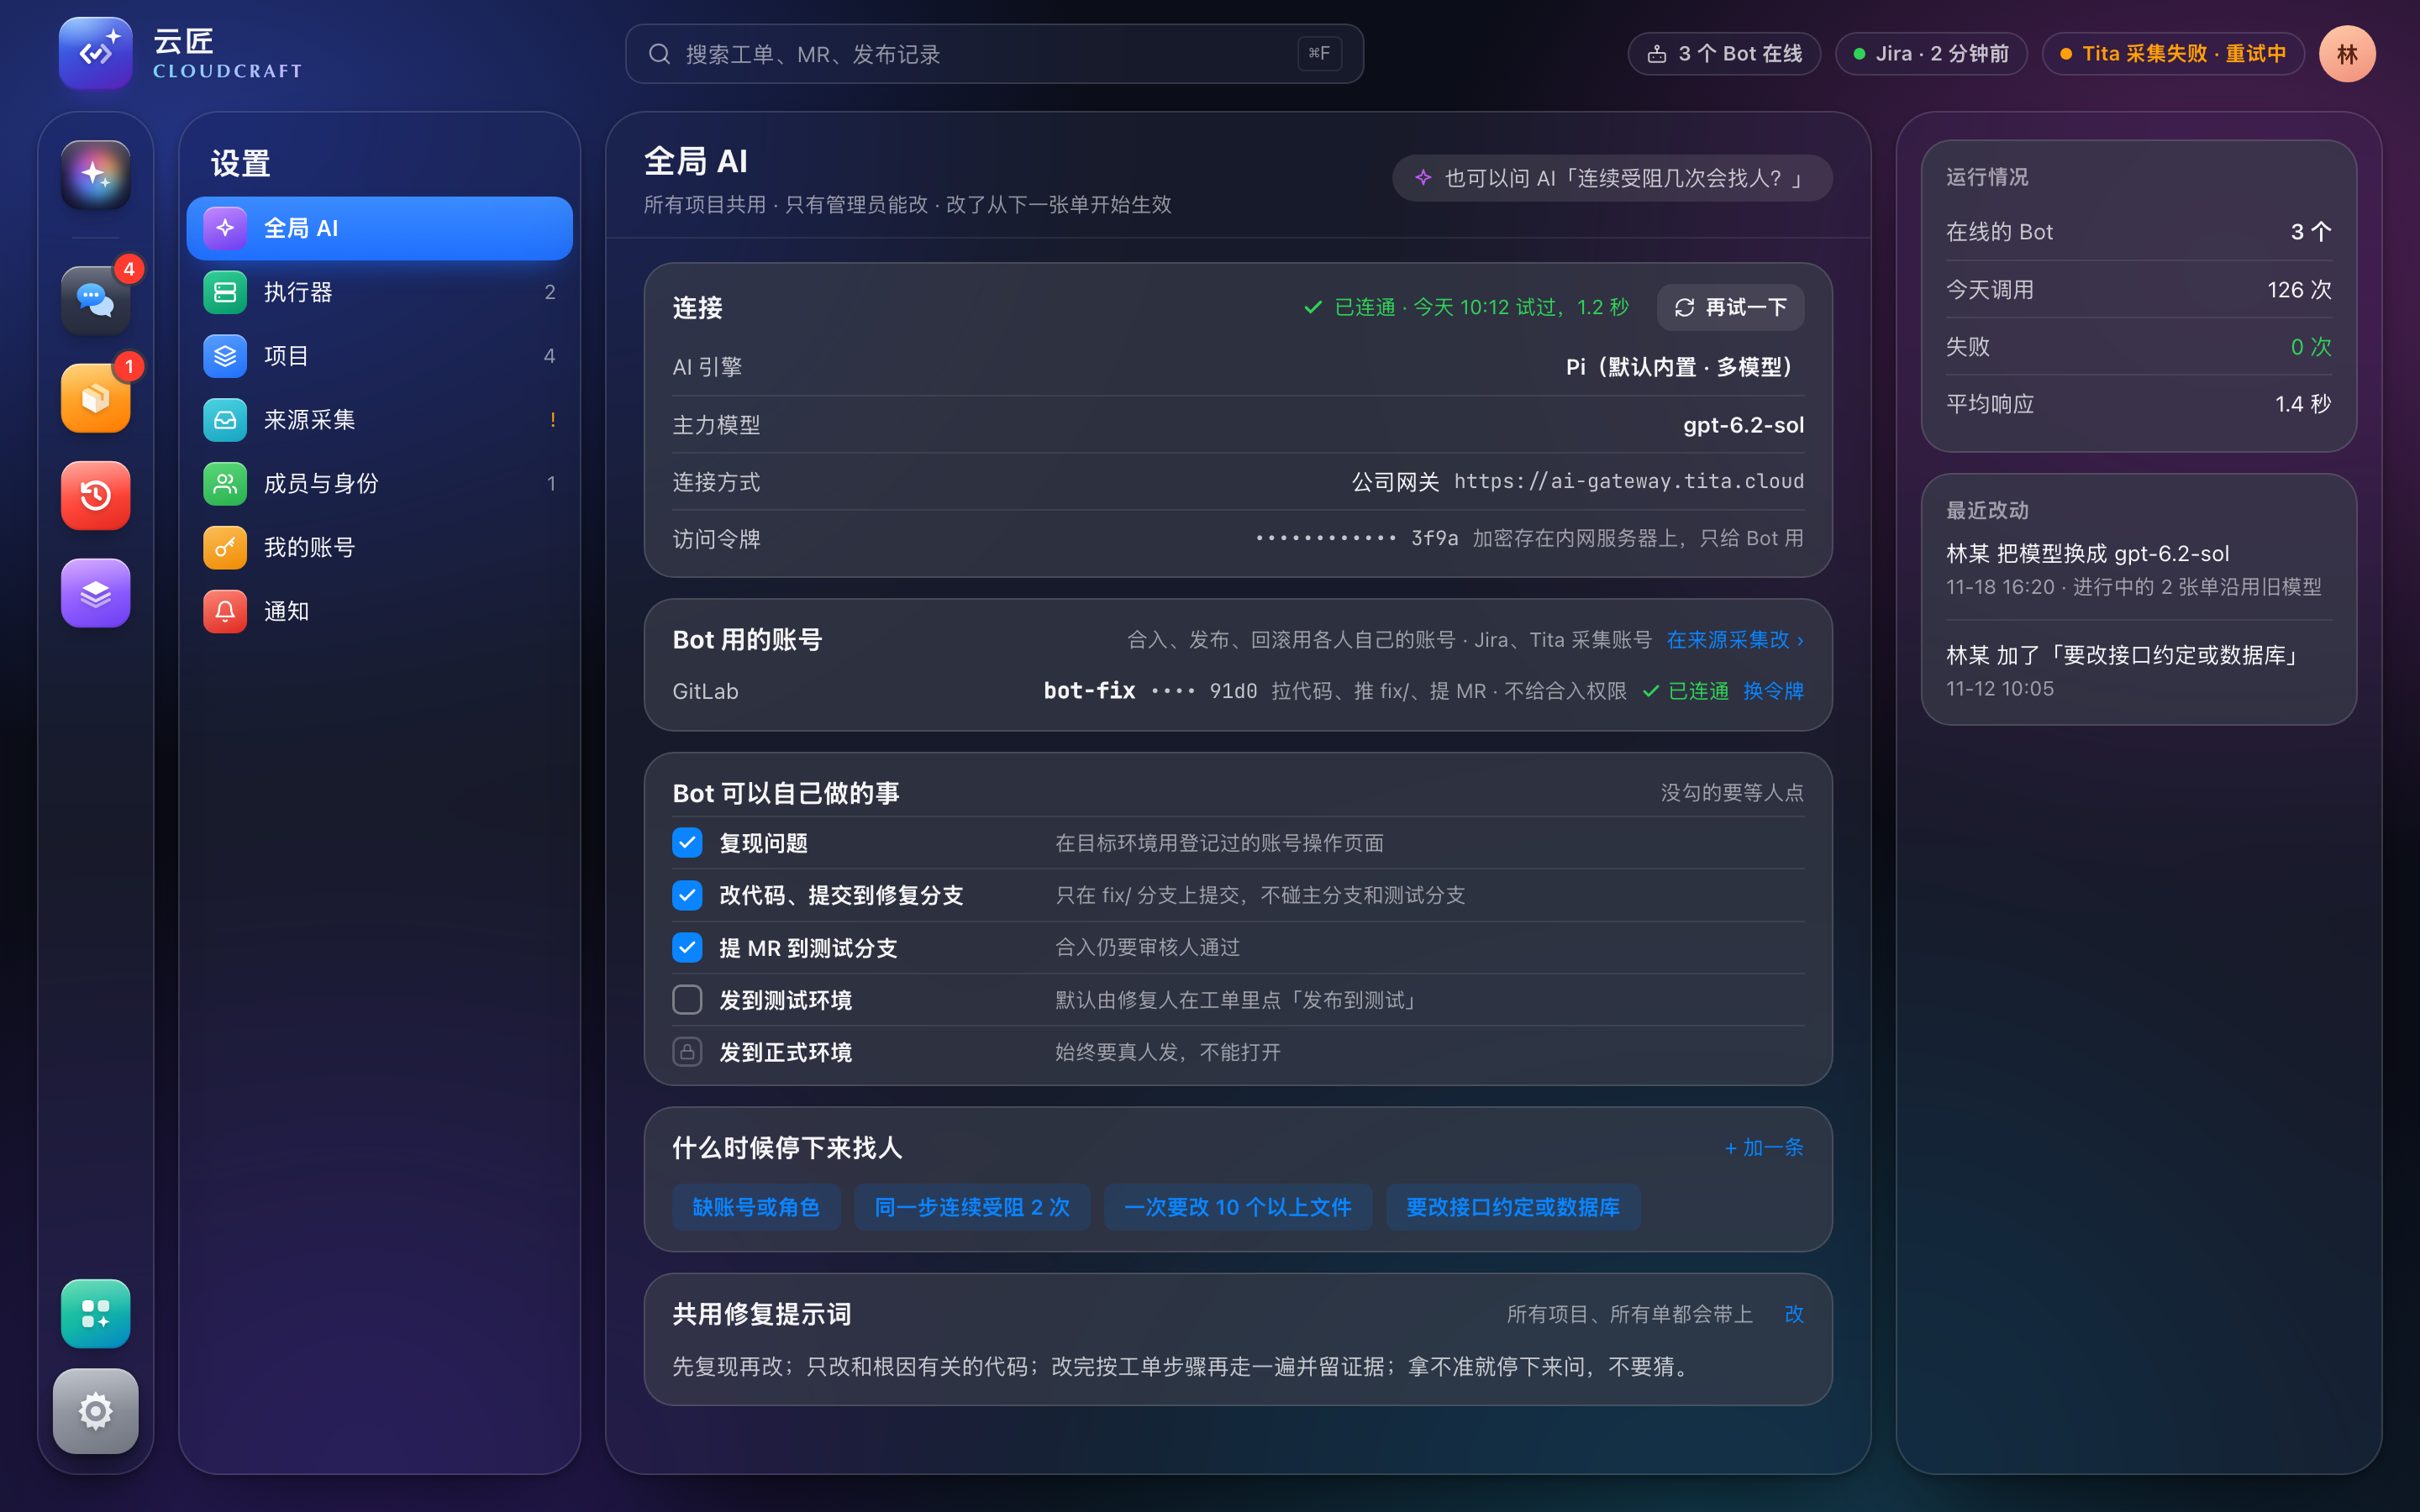 云匠
CLOUDCRAFT
搜索工单、MR、发布记录
⌘F
3 个 Bot 在线
Jira · 2 分钟前
Tita 采集失败 · 重试中
林
4
1
设置
全局 AI
执行器 2
项目 4
来源采集 !
成员与身份 1
我的账号
通知
全局 AI
所有项目共用 · 只有管理员能改 · 改了从下一张单开始生效
也可以问 AI「连续受阻几次会找人？」
连接
已连通 · 今天 10:12 试过，1.2 秒
再试一下
AI 引擎 Pi（默认内置 · 多模型）
主力模型 gpt-6.2-sol
连接方式 公司网关 https://ai-gateway.tita.cloud
访问令牌 •••••••••••• 3f9a 加密存在内网服务器上，只给 Bot 用
Bot 用的账号 合入、发布、回滚用各人自己的账号 · Jira、Tita 采集账号 在来源采集改 ›
GitLab bot-fix •••• 91d0 拉代码、推 fix/、提 MR · 不给合入权限 已连通 换令牌
Bot 可以自己做的事 没勾的要等人点
复现问题 在目标环境用登记过的账号操作页面
改代码、提交到修复分支 只在 fix/ 分支上提交，不碰主分支和测试分支
提 MR 到测试分支 合入仍要审核人通过
发到测试环境 默认由修复人在工单里点「发布到测试」
发到正式环境 始终要真人发，不能打开
什么时候停下来找人 + 加一条
缺账号或角色 同一步连续受阻 2 次 一次要改 10 个以上文件 要改接口约定或数据库
共用修复提示词 所有项目、所有单都会带上 改
先复现再改；只改和根因有关的代码；改完按工单步骤再走一遍并留证据；拿不准就停下来问，不要猜。
运行情况
在线的 Bot 3 个
今天调用 126 次
失败 0 次
平均响应 1.4 秒
最近改动
林某 把模型换成 gpt-6.2-sol
11-18 16:20 · 进行中的 2 张单沿用旧模型
林某 加了「要改接口约定或数据库」
11-12 10:05